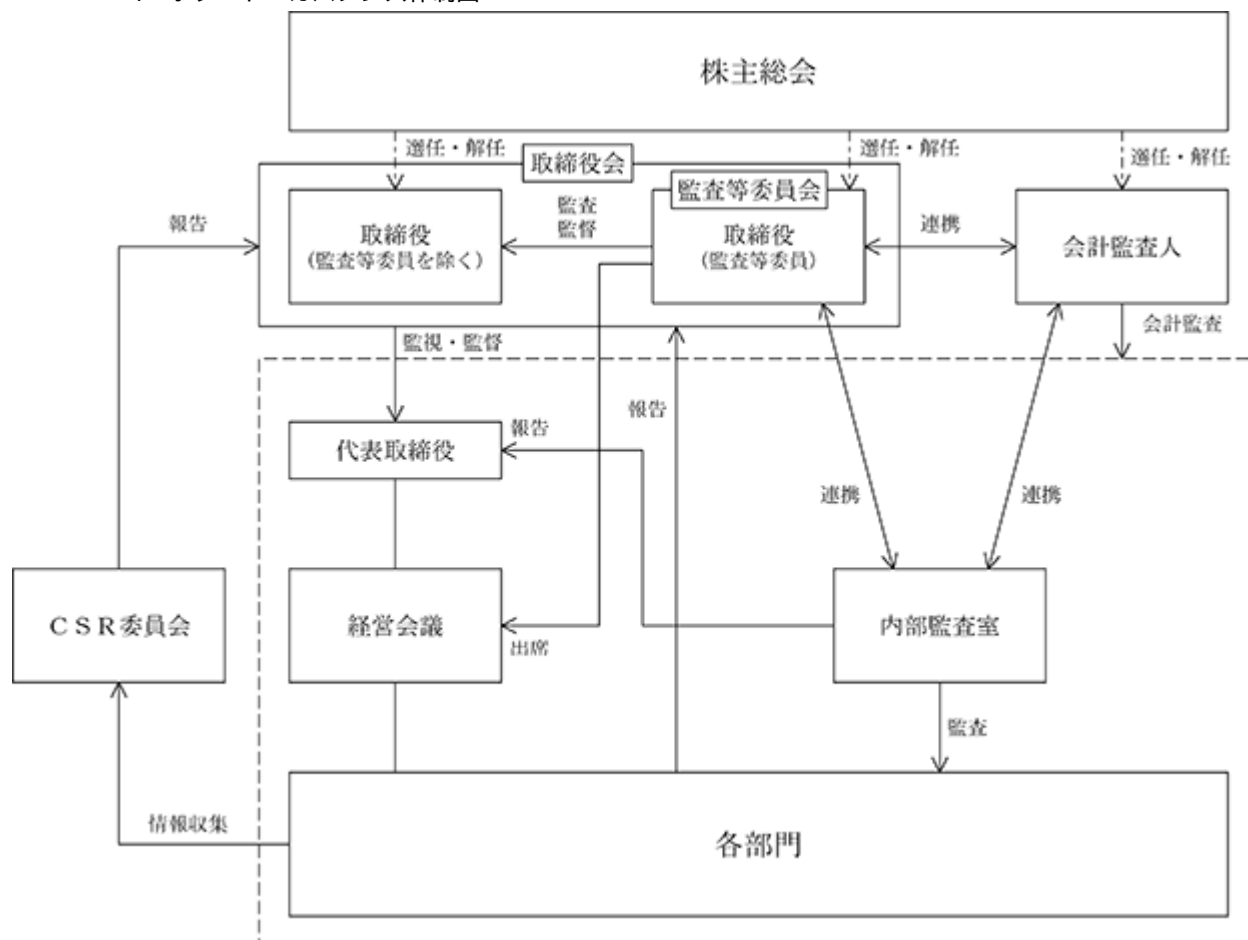 株主総会
選任・解任
選任・解任
選任・解任
取締役会
監査等委員会
取締役
(監査等委員を除く)
監査
監督
取締役
(監査等委員)
連携
会計監査人
報告
会計監査
監視・監督
報告
報告
代表取締役
連携
連携
CSR委員会
経営会議
出席
内部監査室
監査
情報収集
各部門